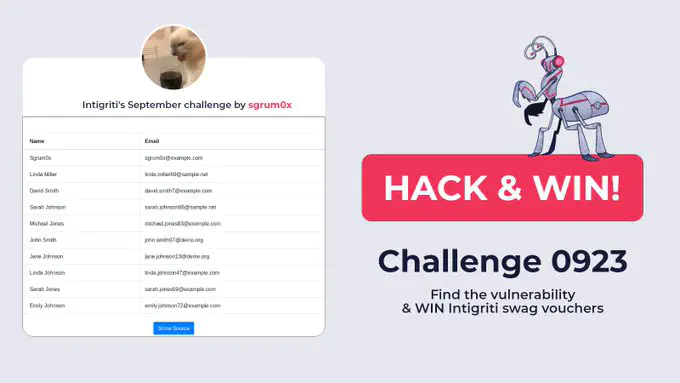 Intigriti's September challenge by sgrum0x
Name Email
Sgrum0x sgrum0x@example.com
Linda Miller linda.miller69@sample.net
David Smith david.smith7@example.com
Sarah Johnson sarah.johnson88@sample.net
Michael Jones michael.jones83@example.com
John Smith john.smith97@demo.org
Jane Johnson jane.johnson13@demo.org
Linda Johnson linda.johnson47@example.com
Sarah Jones sarah.jones69@example.com
Emily Johnson emily.johnson72@example.com
Show Source
HACK & WIN!
Challenge 0923
Find the vulnerability
& WIN Intigriti swag vouchers